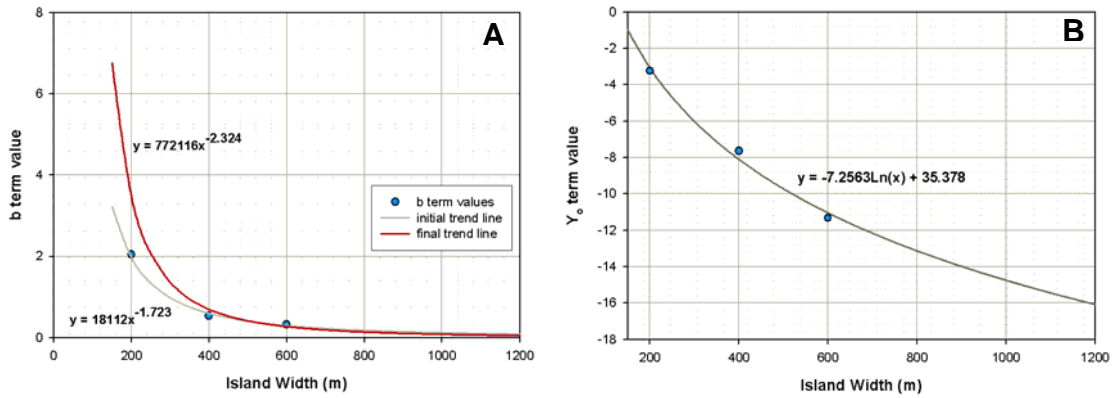 A
8
6
4
2
0
b term value
y = 772116x^-2.324
b term values
initial trend line
final trend line
y = 18112x^-1.723
0 200 400 600 800 1000 1200
Island Width (m)
B
0
-2
-4
-6
-8
-10
-12
-14
-16
-18
Y_o term value
y = -7.2563Ln(x) + 35.378
200 400 600 800 1000 1200
Island Width (m)